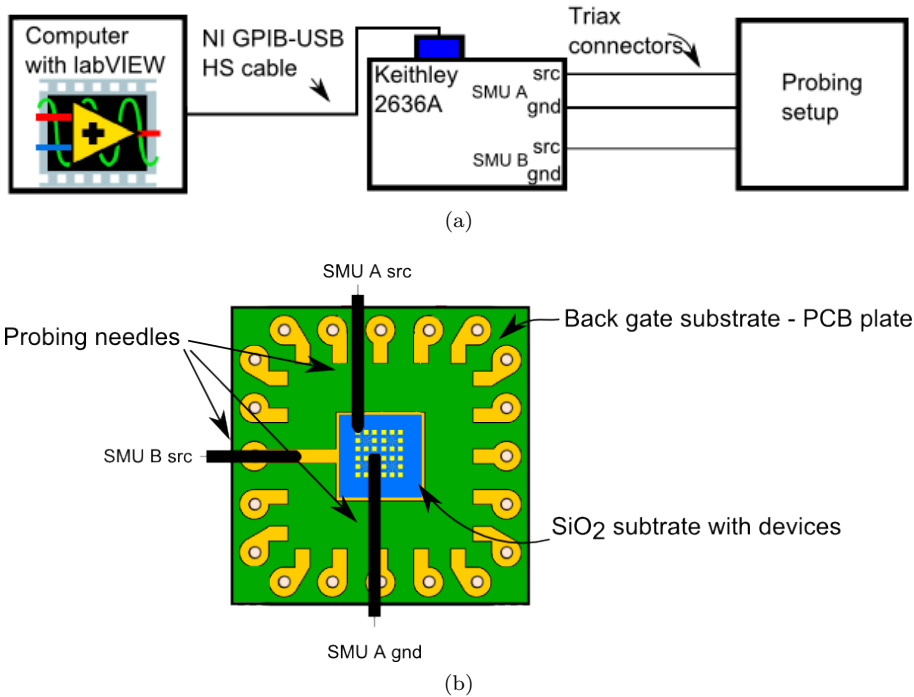 Computer
with labVIEW
NI GPIB-USB
HS cable
Keithley
2636A
SMU A
src
gnd
SMU B
src
gnd
Triax
connectors
Probing
setup
(a)
SMU A src
Probing needles
Back gate substrate - PCB plate
SMU B src
SiO2 subtrate with devices
SMU A gnd
(b)